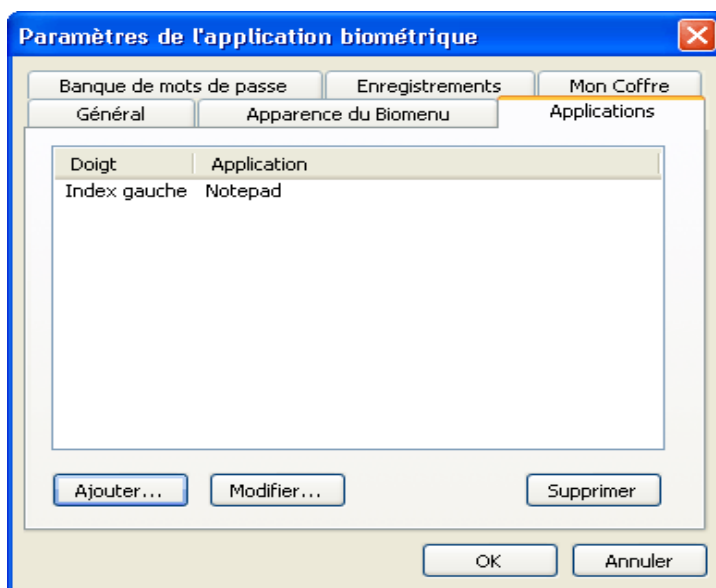 Paramètres de l'application biométrique
Banque de mots de passe Enregistrements Mon Coffre
Général Apparence du Biomenu Applications
Doigt Application
Index gauche Notepad
Ajouter... Modifier... Supprimer
OK Annuler